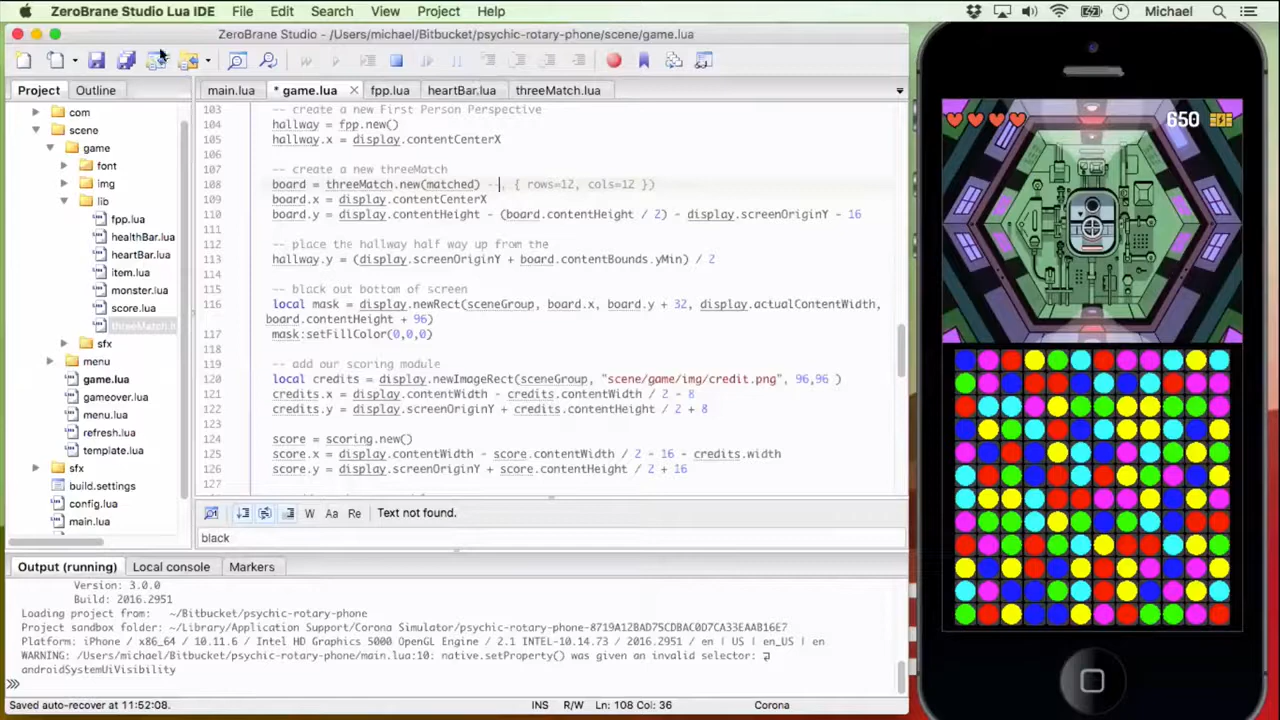 ZeroBrane Studio Lua IDE File Edit Search View Project Help Michael
ZeroBrane Studio - /Users/michael/Bitbucket/psychic-rotary-phone/scene/game.lua
Project Outline
main.lua * game.lua fpp.lua heartBar.lua threeMatch.lua
com
scene
game
font
img
lib
fpp.lua
healthBar.lua
heartBar.lua
item.lua
monster.lua
score.lua
threeMatch.l
sfx
menu
game.lua
gameover.lua
menu.lua
refresh.lua
template.lua
sfx
build.settings
config.lua
main.lua
103 -- create a new First Person Perspective
104 hallway = fpp.new()
105 hallway.x = display.contentCenterX
106
107 -- create a new threeMatch
108 board = threeMatch.new(matched) --, { rows=12, cols=12 })
109 board.x = display.contentCenterX
110 board.y = display.contentHeight - (board.contentHeight / 2) - display.screenOriginY - 16
111
112 -- place the hallway half way up from the
113 hallway.y = (display.screenOriginY + board.contentBounds.yMin) / 2
114
115 -- black out bottom of screen
116 local mask = display.newRect(sceneGroup, board.x, board.y + 32, display.actualContentWidth,
board.contentHeight + 96)
117 mask:setFillColor(0,0,0)
118
119 -- add our scoring module
120 local credits = display.newImageRect(sceneGroup, "scene/game/img/credit.png", 96,96 )
121 credits.x = display.contentWidth - credits.contentWidth / 2 - 8
122 credits.y = display.screenOriginY + credits.contentHeight / 2 + 8
123
124 score = scoring.new()
125 score.x = display.contentWidth - score.contentWidth / 2 - 16 - credits.width
126 score.y = display.screenOriginY + score.contentHeight / 2 + 16
127
W Aa Re Text not found.
black
Output (running) Local console Markers
Version: 3.0.0
Build: 2016.2951
Loading project from: ~/Bitbucket/psychic-rotary-phone
Project sandbox folder: ~/Library/Application Support/Corona Simulator/psychic-rotary-phone-8719A12BAD75CDBAC0D7C3A33EAAB16E7
Platform: iPhone / x86_64 / 10.11.6 / Intel HD Graphics 5000 OpenGL Engine / 2.1 INTEL-10.14.73 / 2016.2951 / en | US | en_US | en
WARNING: /Users/michael/Bitbucket/psychic-rotary-phone/main.lua:10: native.setProperty() was given an invalid selector:
androidSystemUiVisibility
Saved auto-recover at 11:52:08. INS R/W Ln: 108 Col: 36 Corona
650